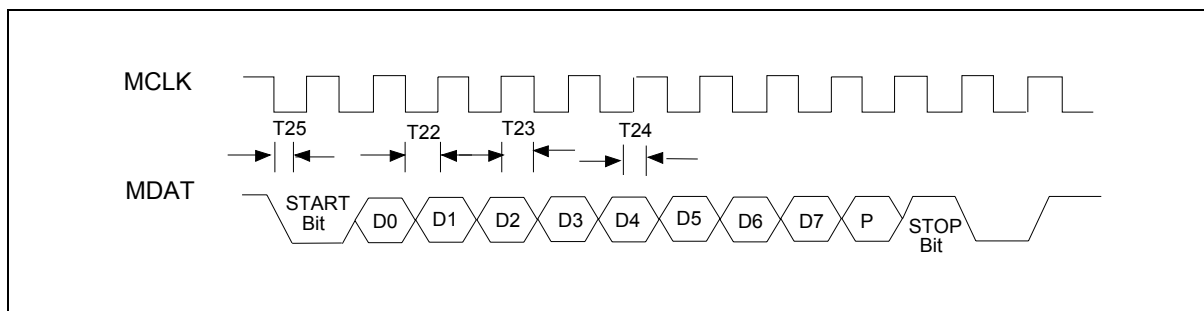 MCLK
T25 T22 T23 T24
MDAT
START Bit D0 D1 D2 D3 D4 D5 D6 D7 P STOP Bit